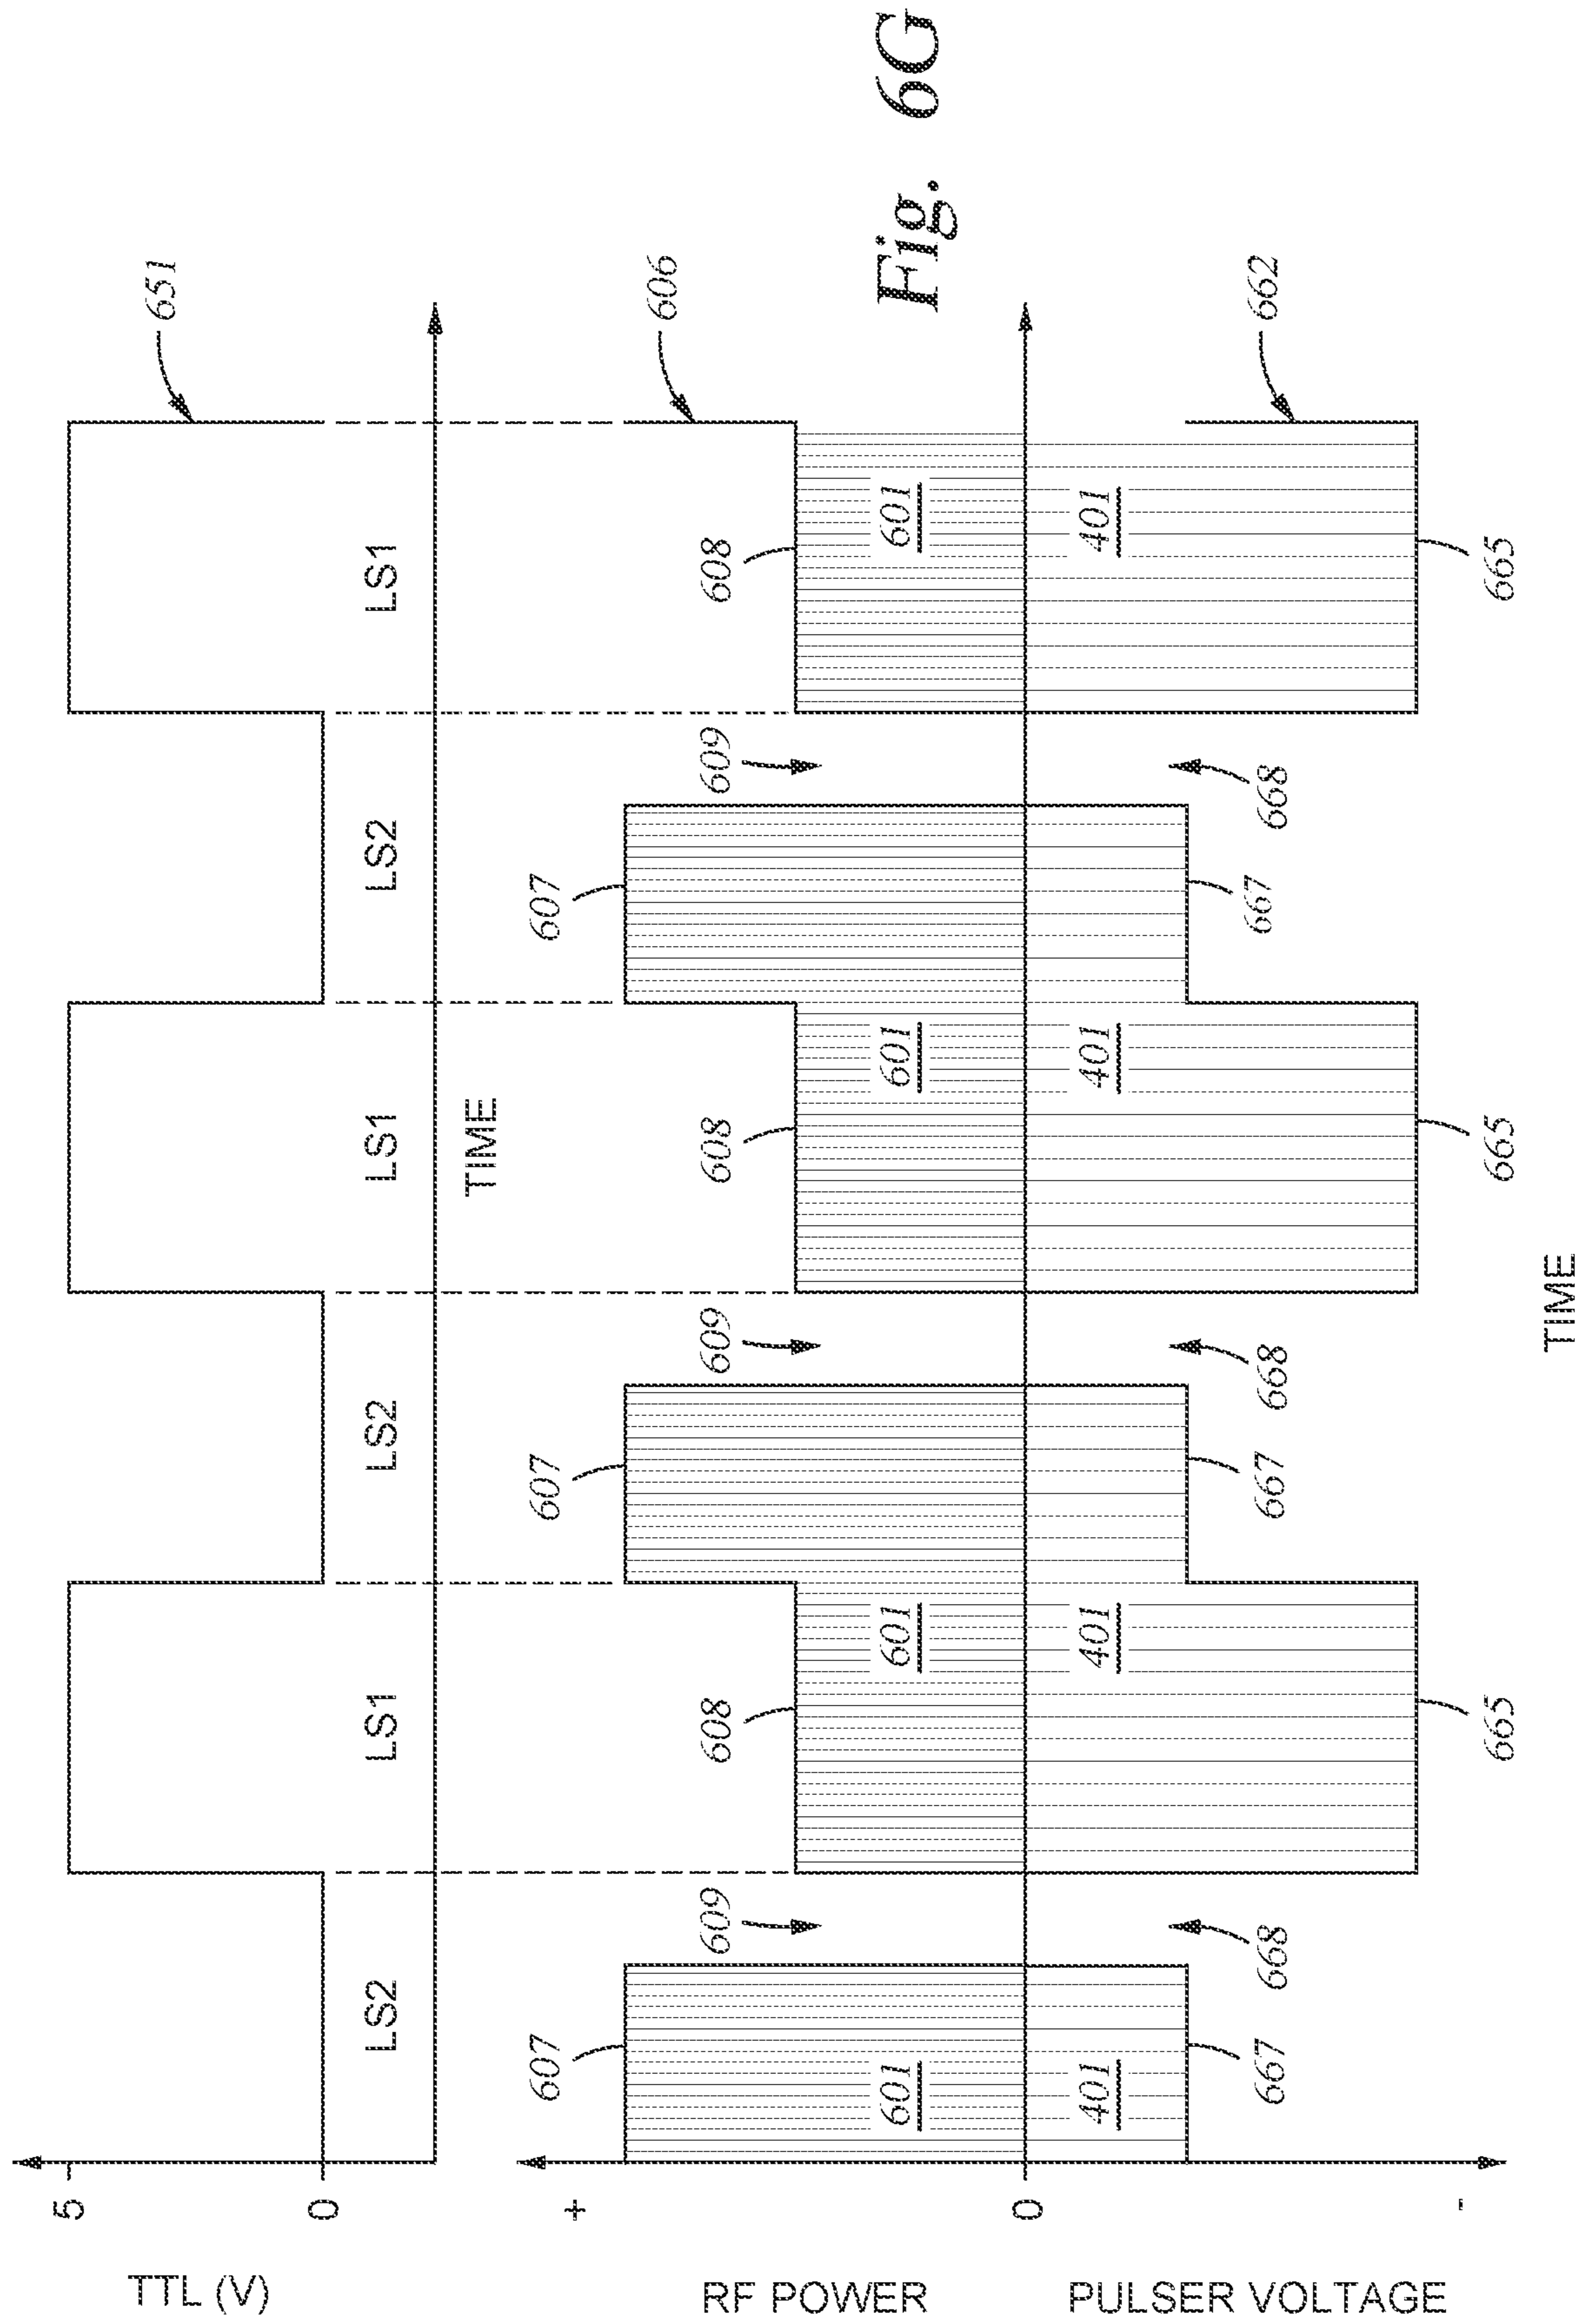 TTL (V)
5
0
LS2
LS1
LS2
LS1
LS2
LS1
651
TIME
RF POWER
PULSER VOLTAGE
+
0
-
607
609
608
607
609
608
607
609
608
606
601
601
601
601
401
401
401
401
667
668
665
667
668
665
667
668
665
662
TIME
Fig. 6G